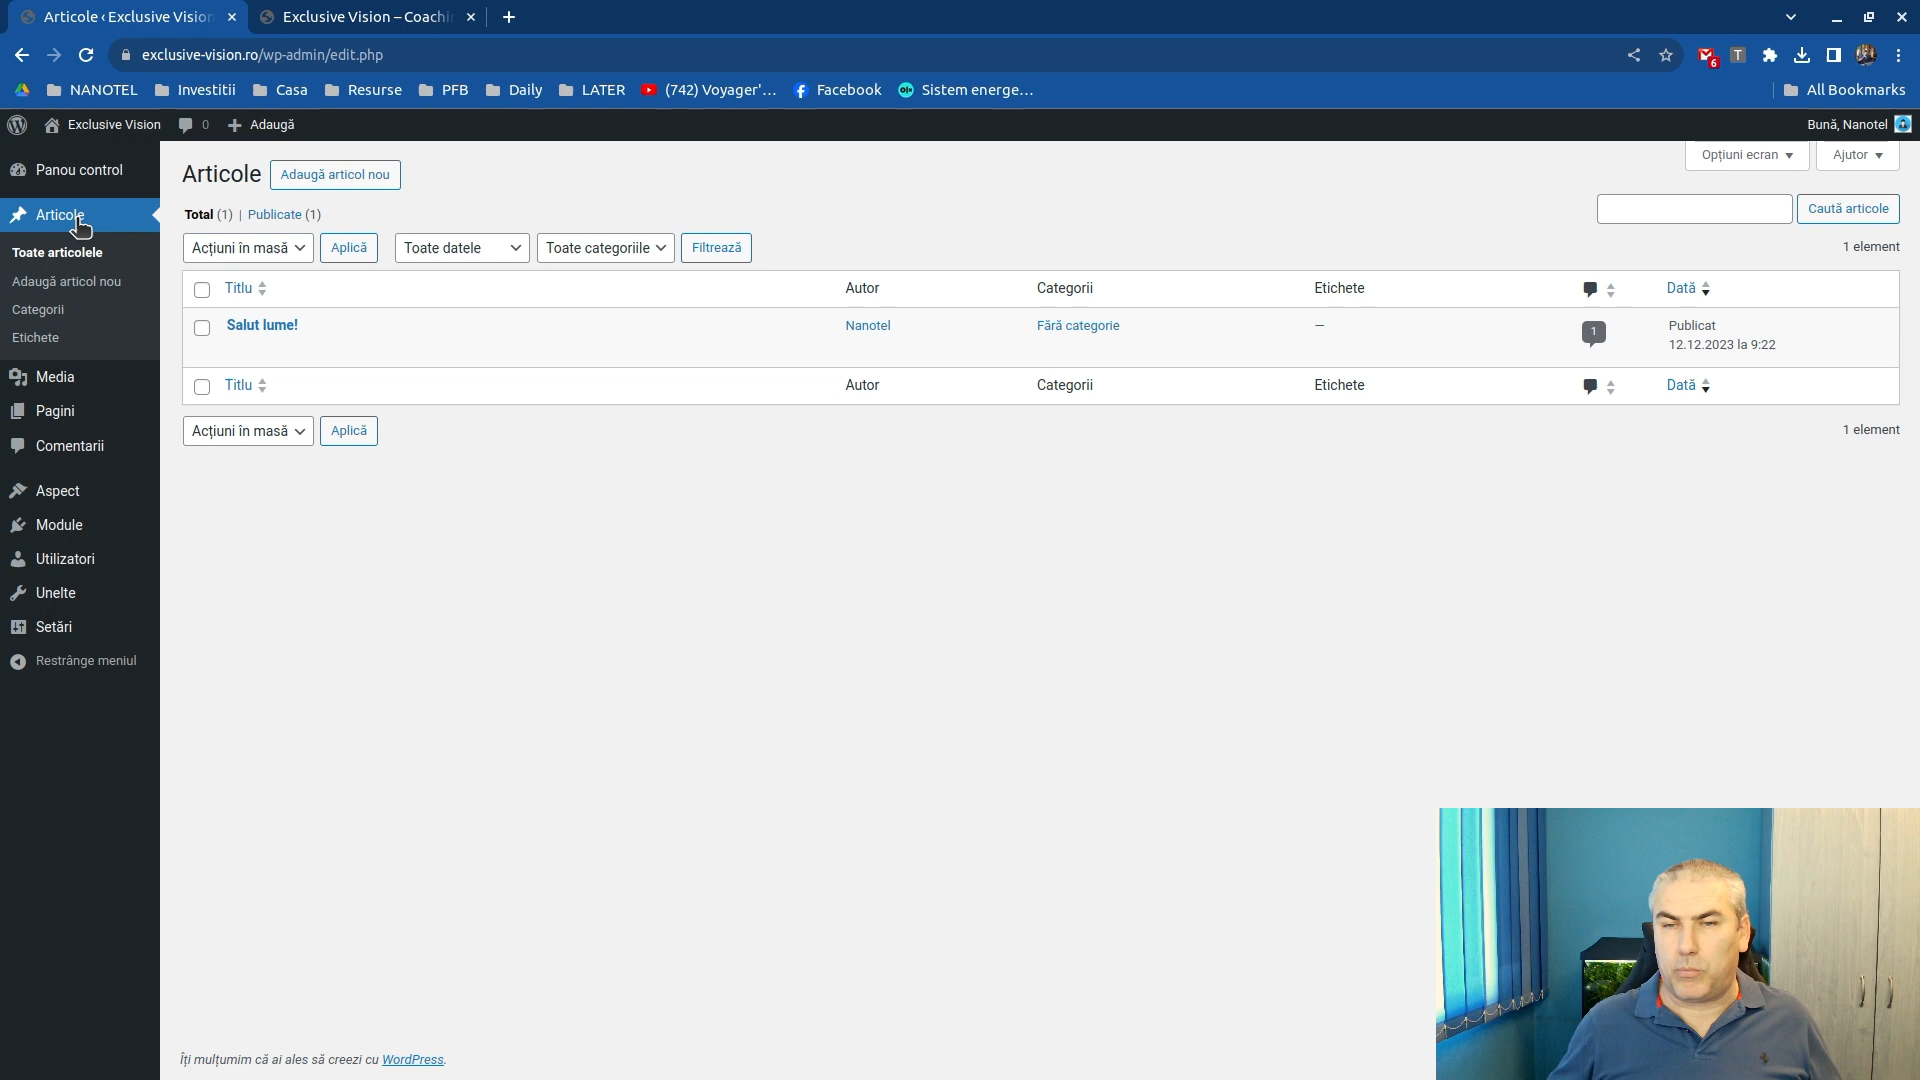 Articole ‹ Exclusive Vision
Exclusive Vision – Coachi
exclusive-vision.ro/wp-admin/edit.php
6
T
NANOTEL
Investitii
Casa
Resurse
PFB
Daily
LATER
(742) Voyager'...
Facebook
Sistem energe...
All Bookmarks
Exclusive Vision
0
Adaugă
Bună, Nanotel
Panou control
Articole
Toate articolele
Adaugă articol nou
Categorii
Etichete
Media
Pagini
Comentarii
Aspect
Module
Utilizatori
Unelte
Setări
Restrânge meniul
Articole
Adaugă articol nou
Opțiuni ecran
Ajutor
Total (1) | Publicate (1)
Caută articole
Acțiuni în masă
Aplică
Toate datele
Toate categoriile
Filtrează
1 element
Titlu
Autor
Categorii
Etichete
Dată
Salut lume!
Nanotel
Fără categorie
—
1
Publicat
12.12.2023 la 9:22
Titlu
Autor
Categorii
Etichete
Dată
Acțiuni în masă
Aplică
1 element
Îți mulțumim că ai ales să creezi cu WordPress.